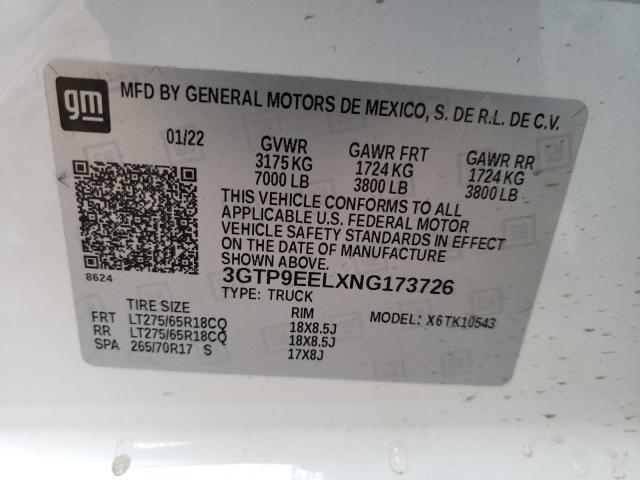 gm
MFD BY GENERAL MOTORS DE MEXICO, S. DE R.L. DE C.V.
01/22
GVWR
3175 KG
7000 LB
GAWR FRT
1724 KG
3800 LB
GAWR RR
1724 KG
3800 LB
THIS VEHICLE CONFORMS TO ALL
APPLICABLE U.S. FEDERAL MOTOR
VEHICLE SAFETY STANDARDS IN EFFECT
ON THE DATE OF MANUFACTURE
SHOWN ABOVE.
8624
3GTP9EELXNG173726
TYPE: TRUCK
TIRE SIZE
RIM
MODEL: X6TK10543
FRT LT275/65R18CQ 18X8.5J
RR LT275/65R18CQ 18X8.5J
SPA 265/70R17 S 17X8J